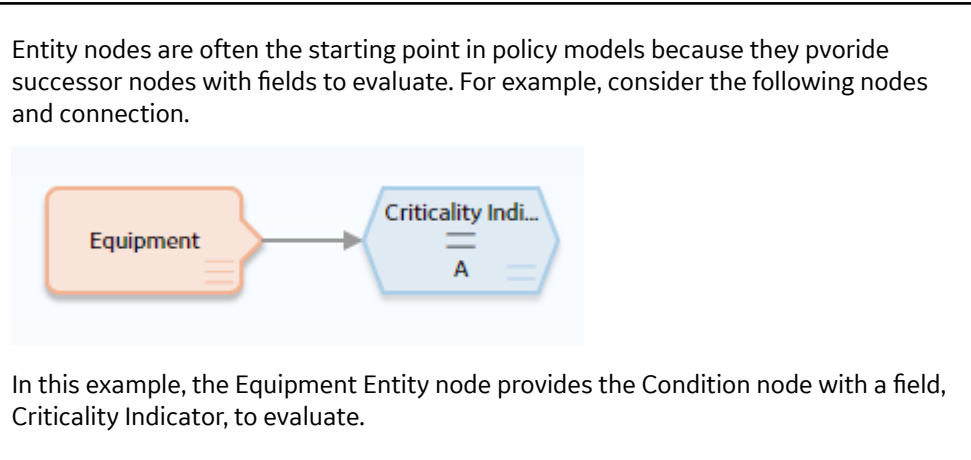 Entity nodes are often the starting point in policy models because they pvoride
successor nodes with fields to evaluate. For example, consider the following nodes
and connection.
Equipment
Criticality Indi...
=
A
In this example, the Equipment Entity node provides the Condition node with a field,
Criticality Indicator, to evaluate.